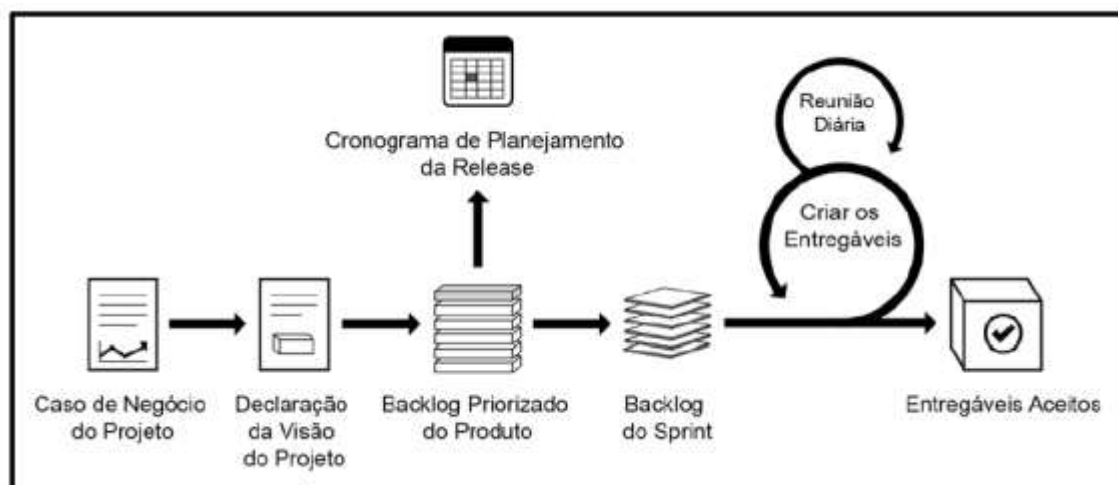 Cronograma de Planejamento
da Release
Reunião
Diária
Criar os
Entregáveis
Caso de Negócio
do Projeto
Declaração
da Visão
do Projeto
Backlog Priorizado
do Produto
Backlog
do Sprint
Entregáveis Aceitos